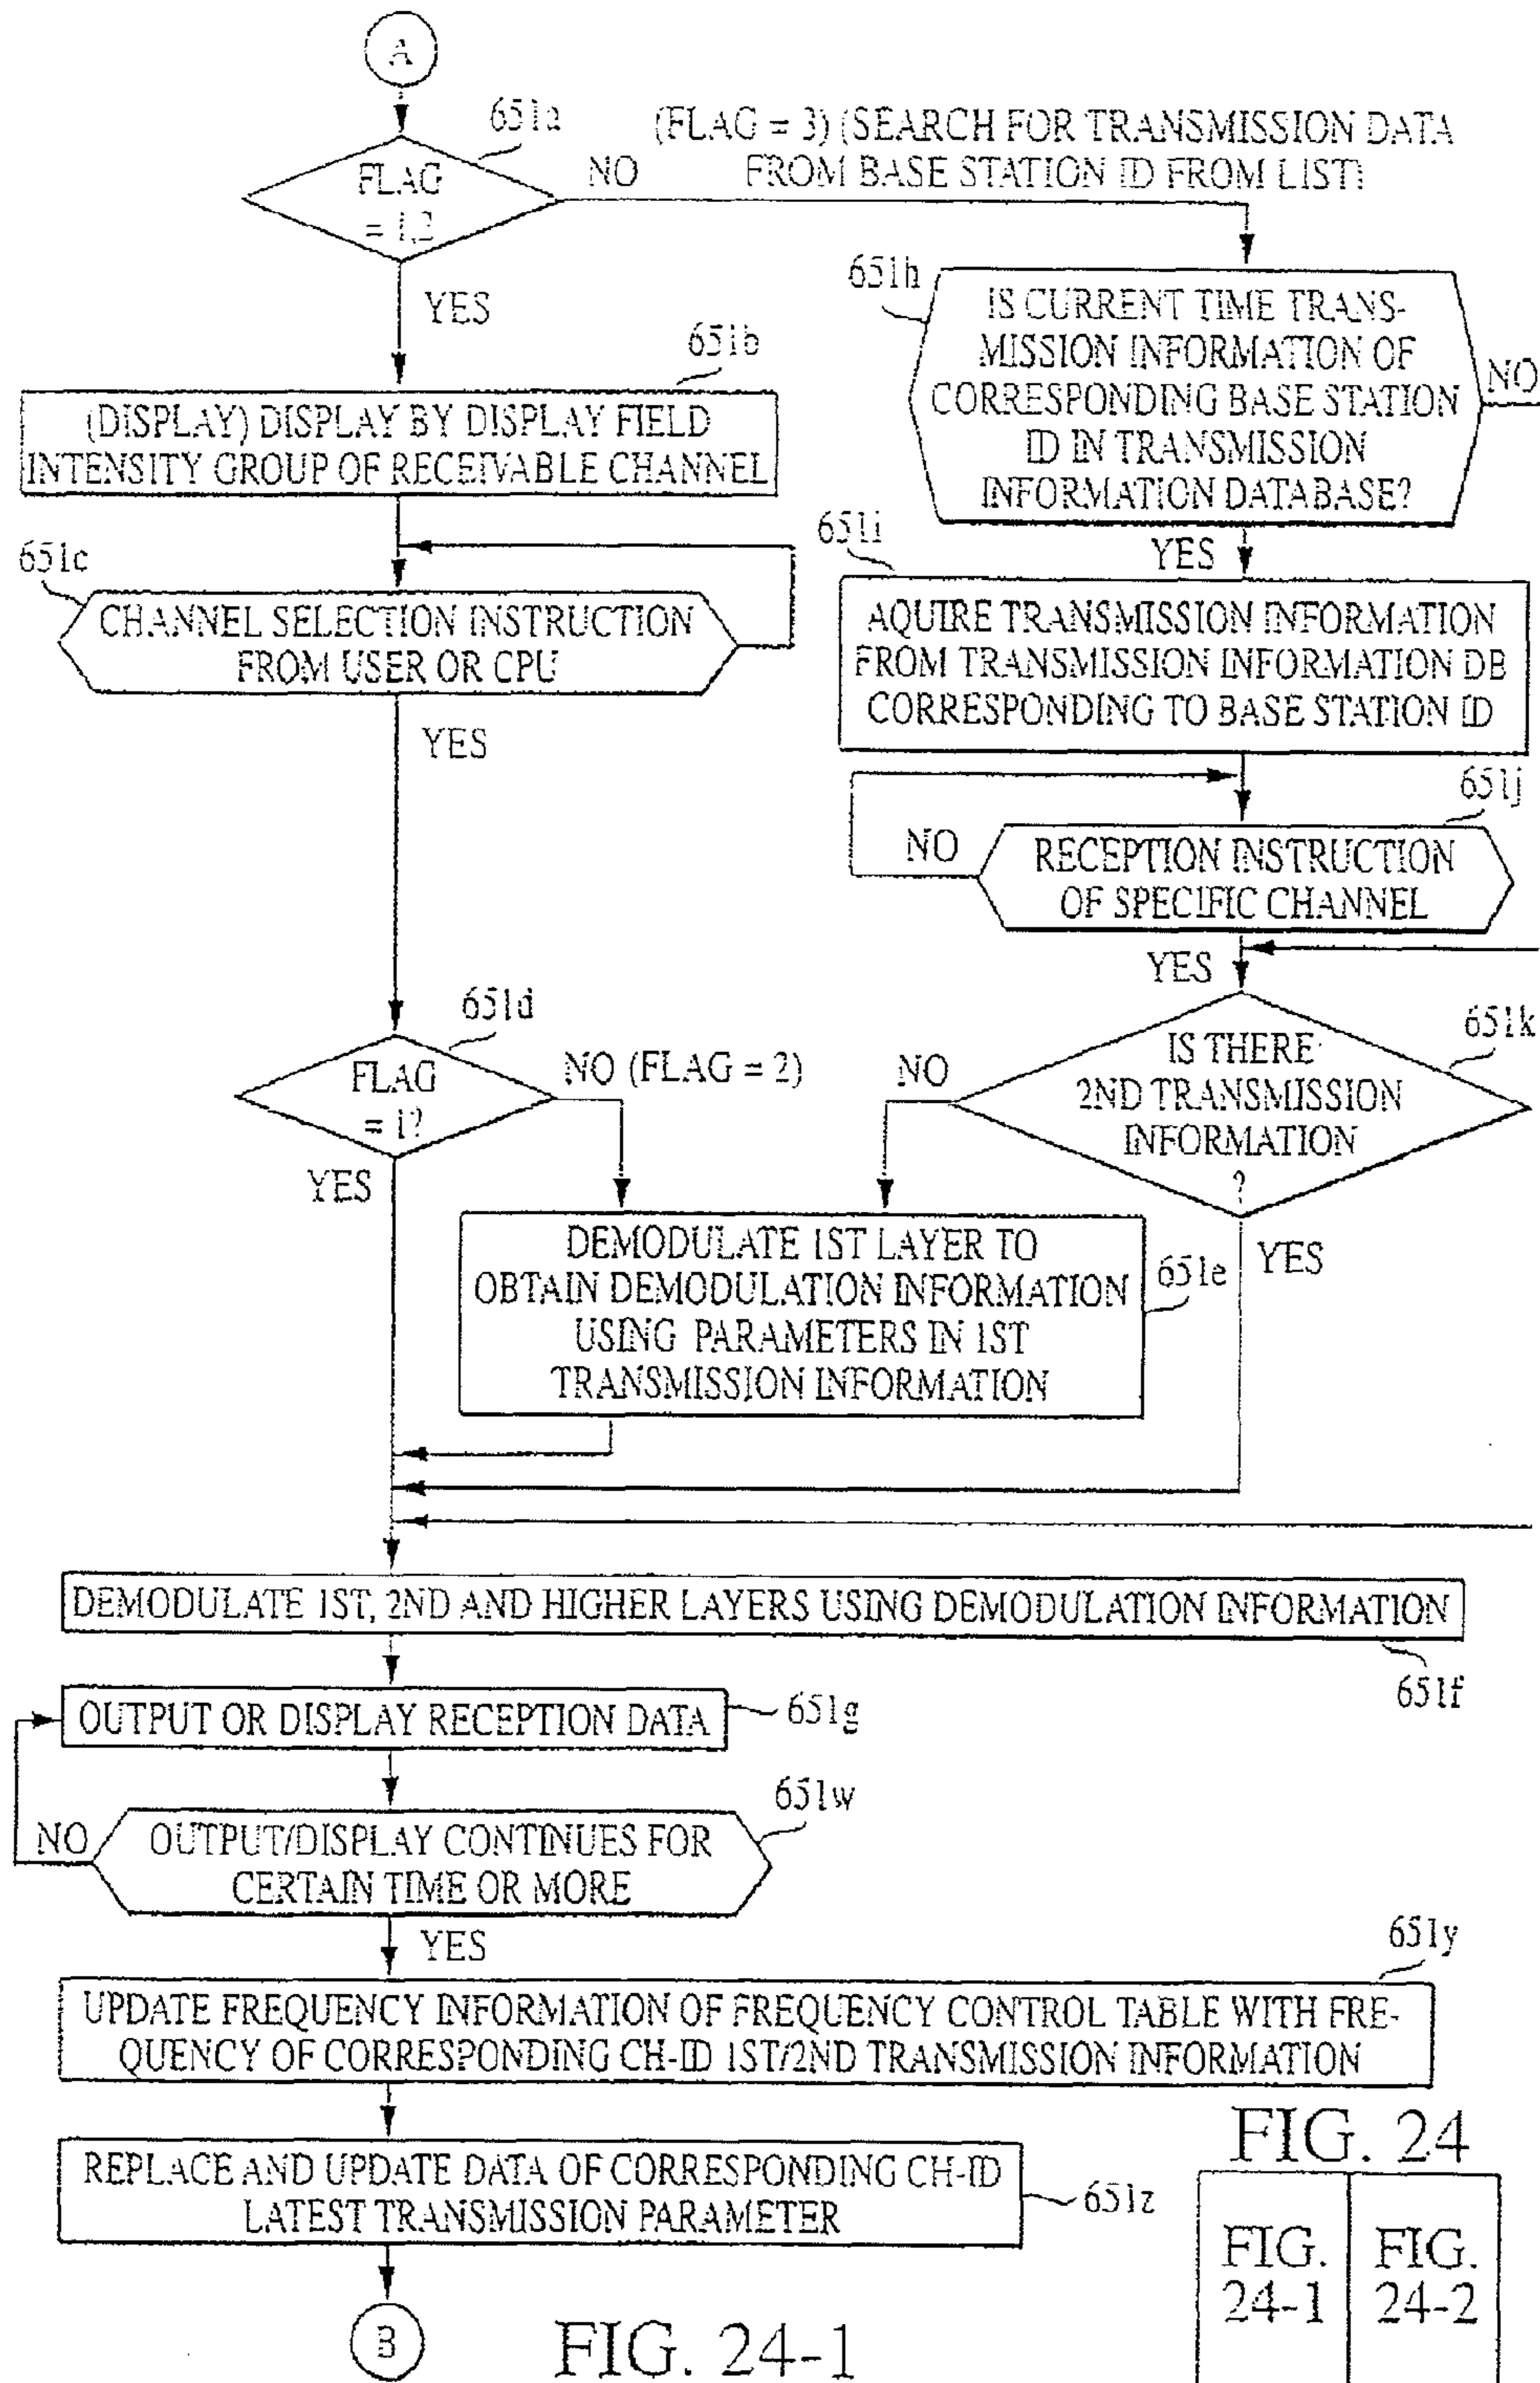 A
651a
FLAG
= 1,2
(FLAG = 3) (SEARCH FOR TRANSMISSION DATA
NO FROM BASE STATION ID FROM LIST)
YES
651h
IS CURRENT TIME TRANS-
MISSION INFORMATION OF
CORRESPONDING BASE STATION
ID IN TRANSMISSION
INFORMATION DATABASE?
NO
651b
(DISPLAY) DISPLAY BY DISPLAY FIELD
INTENSITY GROUP OF RECEIVABLE CHANNEL
651c
CHANNEL SELECTION INSTRUCTION
FROM USER OR CPU
YES
651i
YES
AQUIRE TRANSMISSION INFORMATION
FROM TRANSMISSION INFORMATION DB
CORRESPONDING TO BASE STATION ID
651j
NO
RECEPTION INSTRUCTION
OF SPECIFIC CHANNEL
YES
651d
FLAG
= 1?
NO (FLAG = 2)
YES
651k
NO
IS THERE
2ND TRANSMISSION
INFORMATION
?
YES
DEMODULATE 1ST LAYER TO
OBTAIN DEMODULATION INFORMATION
USING PARAMETERS IN 1ST
TRANSMISSION INFORMATION
651e
DEMODULATE 1ST, 2ND AND HIGHER LAYERS USING DEMODULATION INFORMATION
651f
OUTPUT OR DISPLAY RECEPTION DATA
651g
651w
NO
OUTPUT/DISPLAY CONTINUES FOR
CERTAIN TIME OR MORE
YES
651y
UPDATE FREQUENCY INFORMATION OF FREQUENCY CONTROL TABLE WITH FRE-
QUENCY OF CORRESPONDING CH-ID 1ST/2ND TRANSMISSION INFORMATION
REPLACE AND UPDATE DATA OF CORRESPONDING CH-ID
LATEST TRANSMISSION PARAMETER
651z
B
FIG. 24-1
FIG. 24
FIG.
24-1
FIG.
24-2